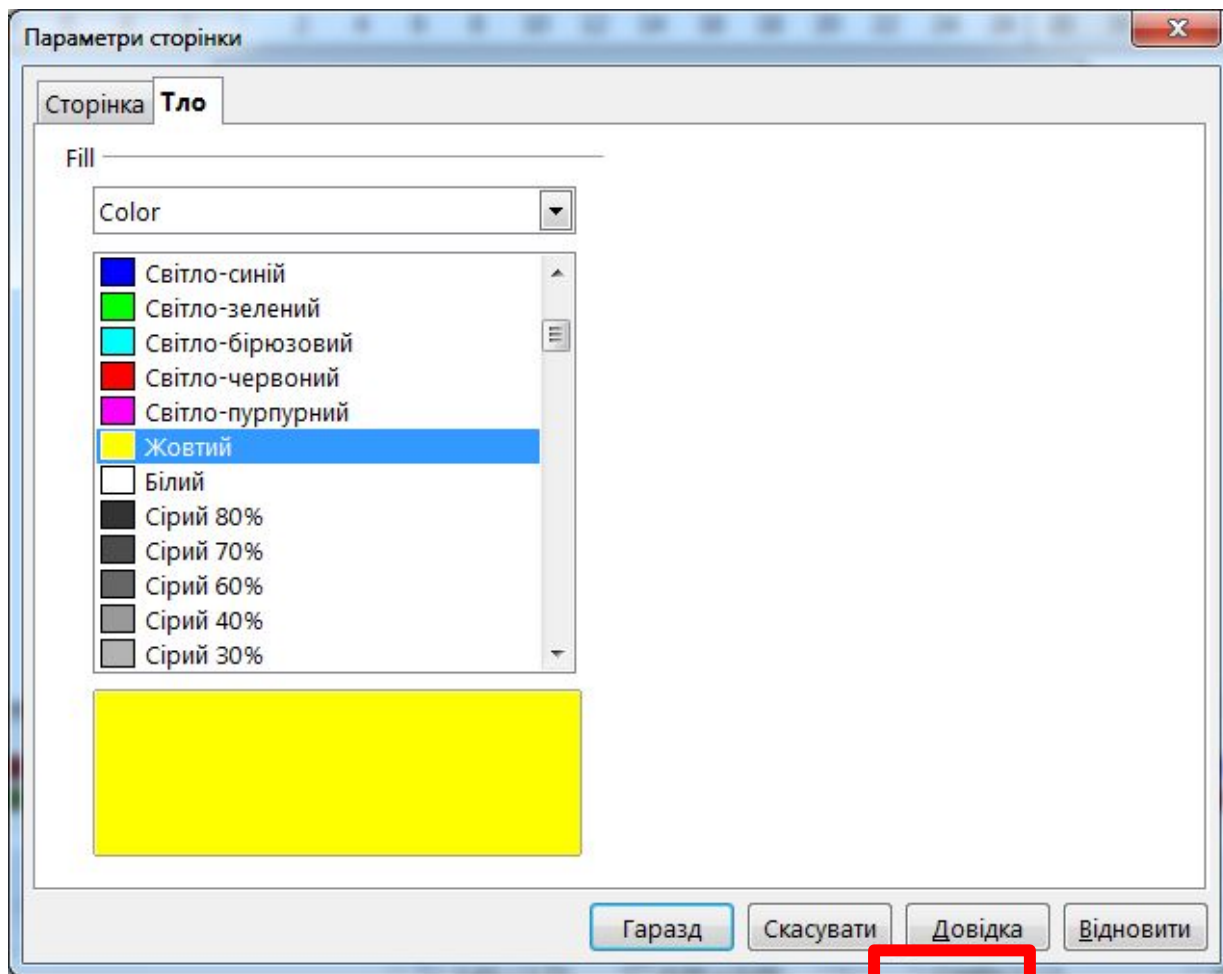 Параметри сторінки
Сторінка Тло
Fill
Color
Світло-синій
Світло-зелений
Світло-бірюзовий
Світло-червоний
Світло-пурпурний
Жовтий
Білий
Сірий 80%
Сірий 70%
Сірий 60%
Сірий 40%
Сірий 30%
Гаразд Скасувати Довідка Відновити